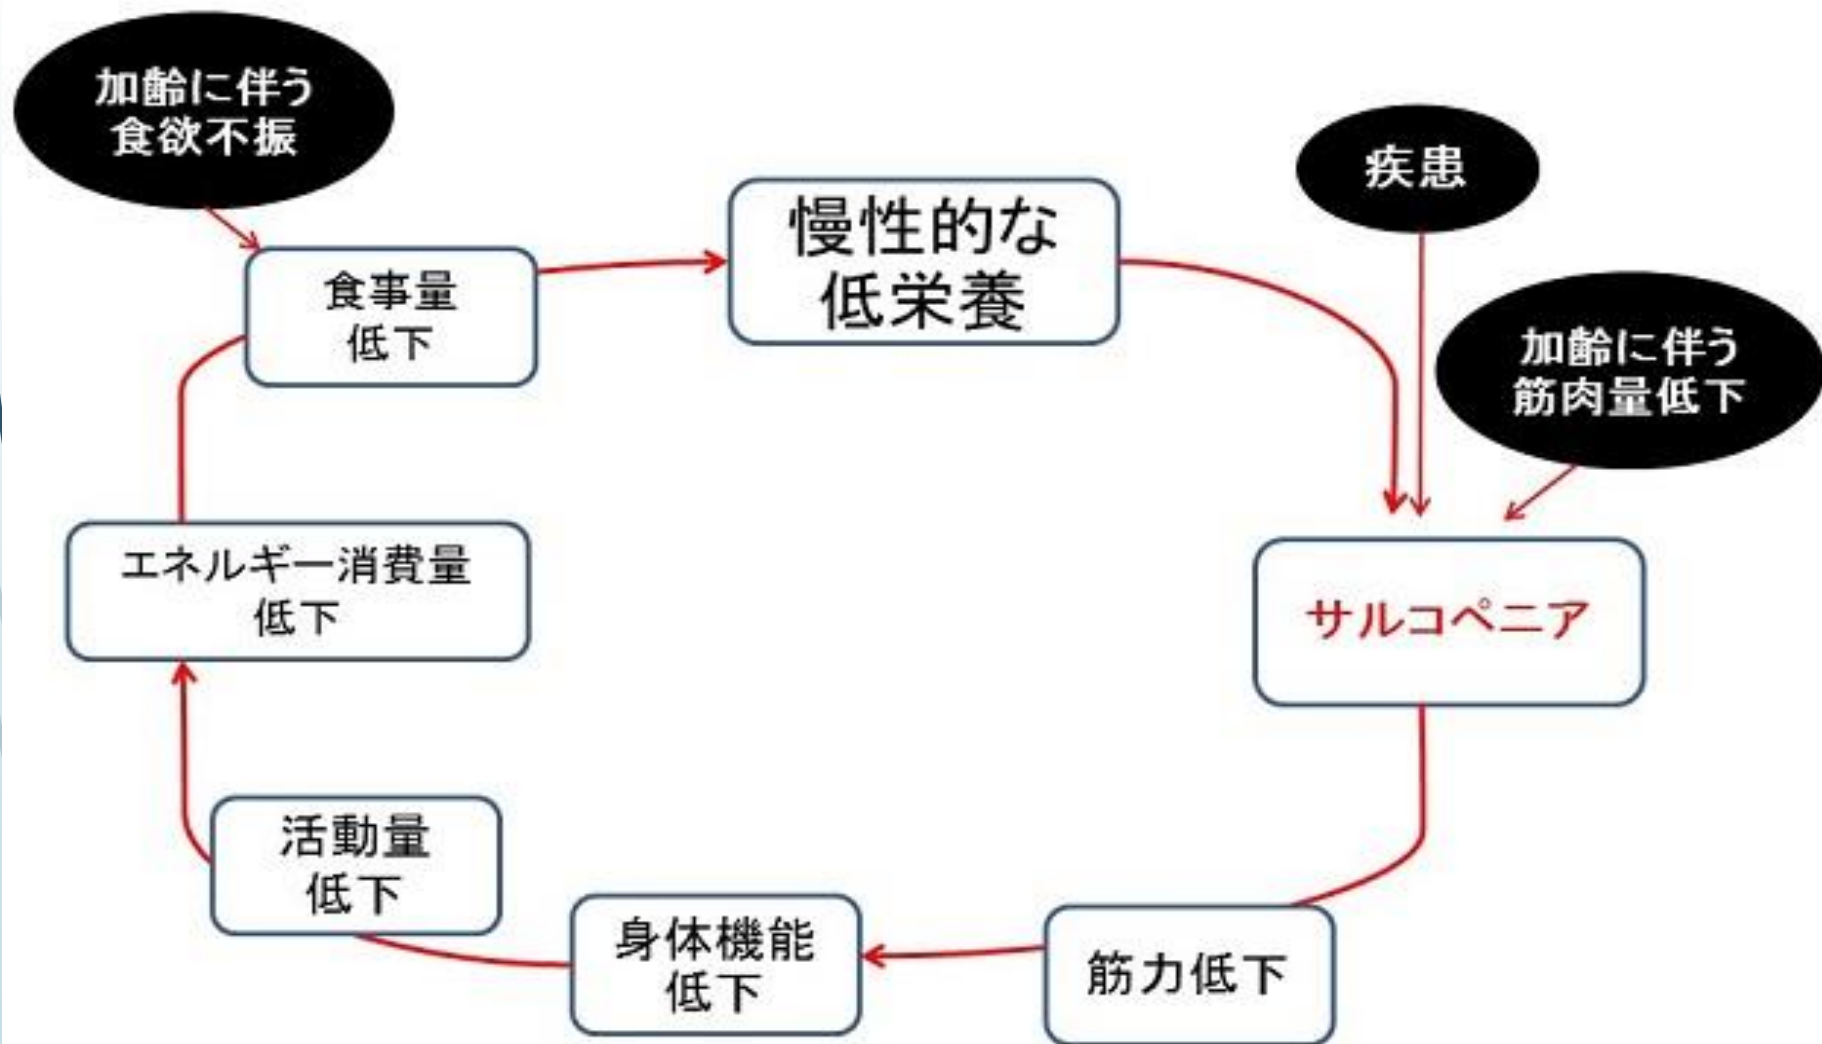 加齢に伴う
食欲不振
疾患
慢性的な
低栄養
食事量
低下
加齢に伴う
筋肉量低下
エネルギー消費量
低下
サルコペニア
活動量
低下
身体機能
低下
筋力低下